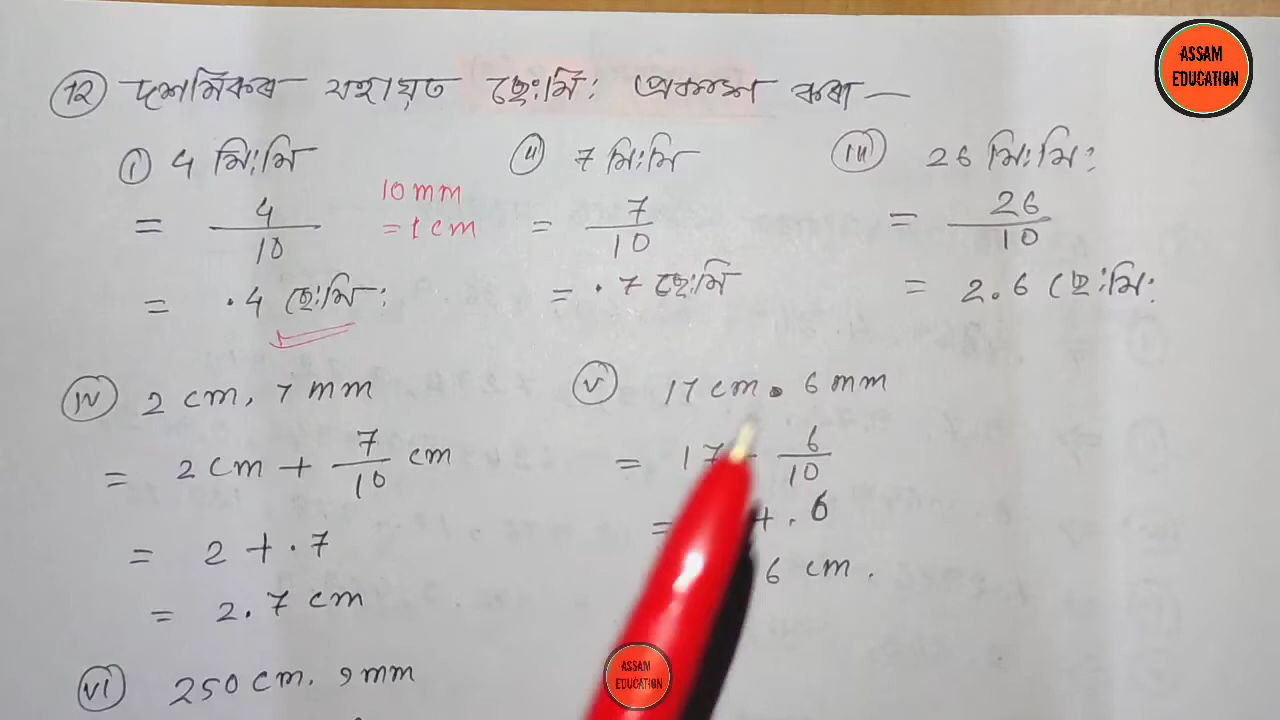 ASSAM
EDUCATION
১২ দশমিকৰ সহায়ত ছেঃমিঃ প্ৰকাশ কৰা —
i 4 মিঃমি
= 4/10
10 mm
= 1 cm
= .4 ছেঃমিঃ
ii 7 মিঃমি
= 7/10
= .7 ছেঃমি
iii 26 মিঃমিঃ
= 26/10
= 2.6 ছেঃমিঃ
iv 2 cm, 7 mm
= 2 cm + 7/10 cm
= 2 + .7
= 2.7 cm
v 17 cm. 6 mm
= 17 6/10
= + .6
6 cm.
vi 250 cm. 9 mm
ASSAM
EDUCATION